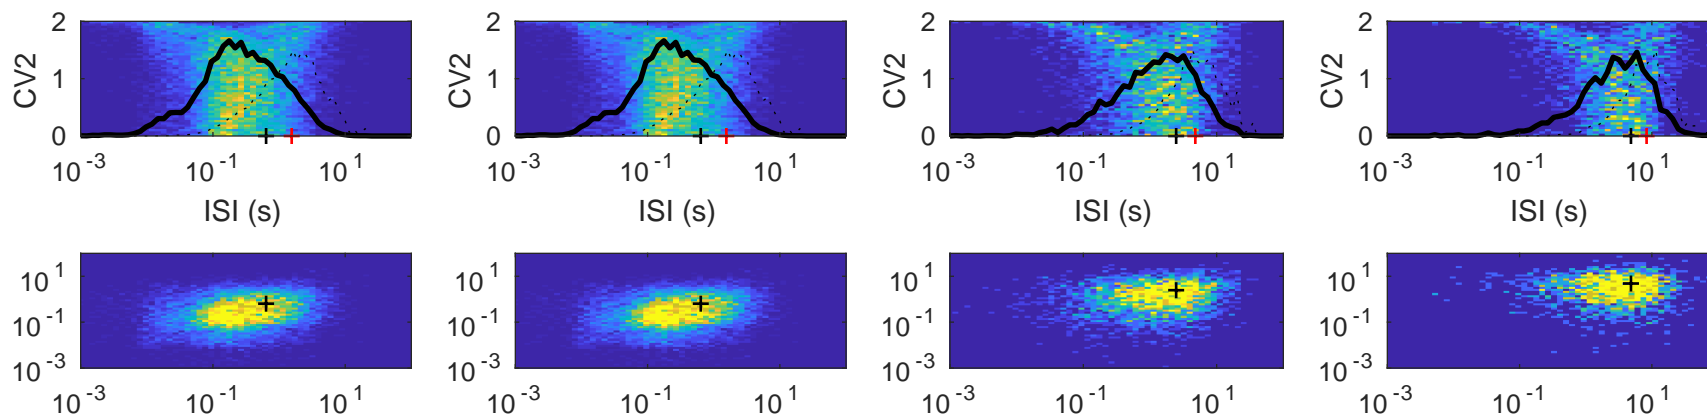 2 2 2 2
CV2 CV2 CV2 CV2
1 1 1 1
0 0 0 0
10^-3 10^-1 10^1 10^-3 10^-1 10^1 10^-3 10^-1 10^1 10^-3 10^-1 10^1
ISI (s) ISI (s) ISI (s) ISI (s)
10^1 10^1 10^1 10^1
10^-1 10^-1 10^-1 10^-1
10^-3 10^-3 10^-3 10^-3
10^-3 10^-1 10^1 10^-3 10^-1 10^1 10^-3 10^-1 10^1 10^-3 10^-1 10^1